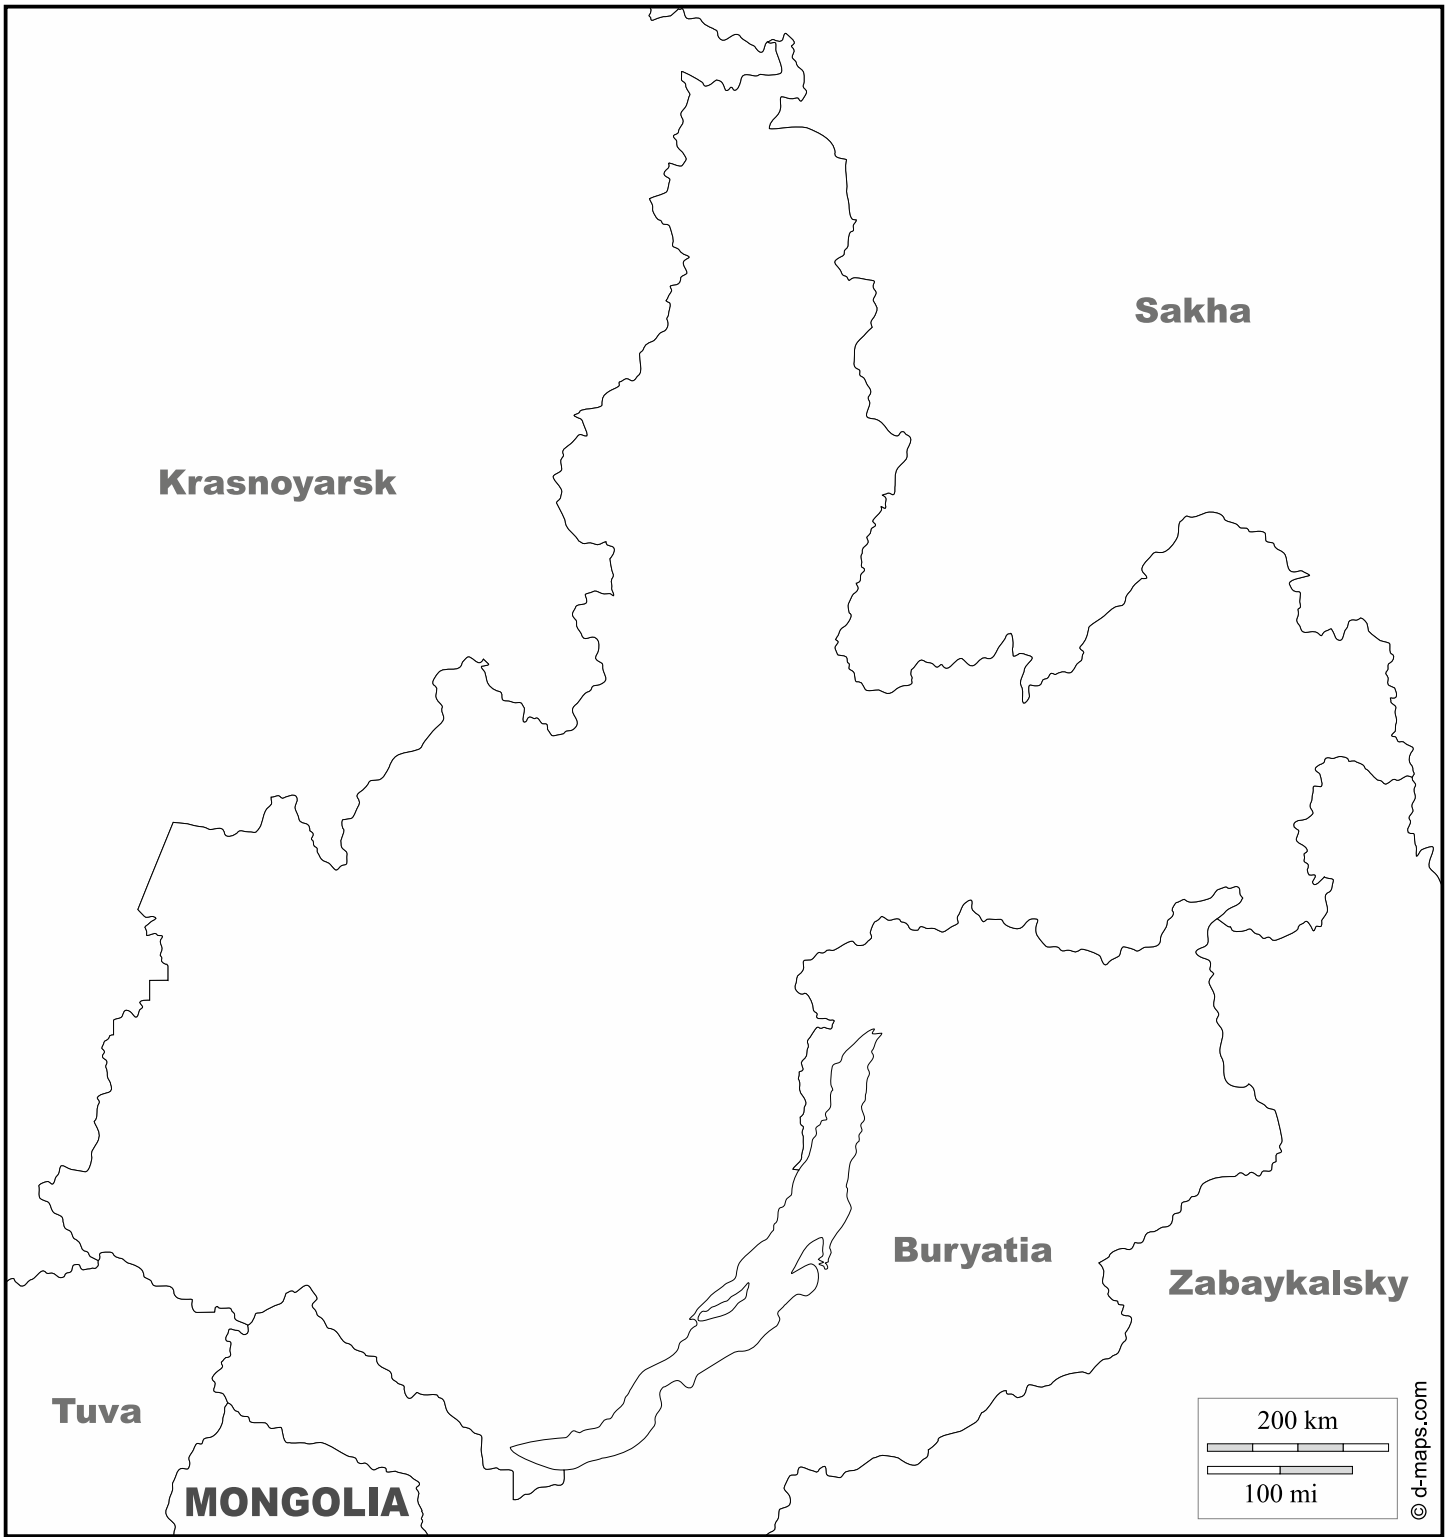 Sakha
Krasnoyarsk
Buryatia
Zabaykalsky
Tuva
MONGOLIA
200 km
100 mi
© d-maps.com